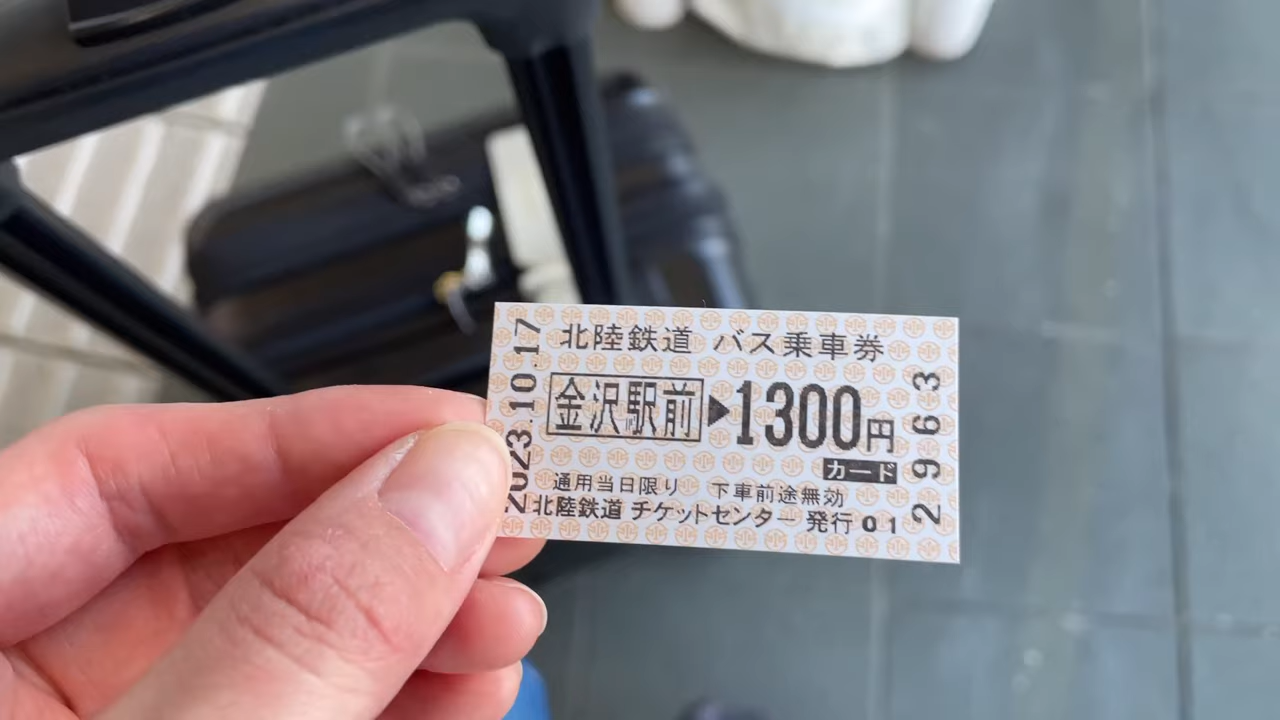 北陸鉄道 バス乗車券
金沢駅前▶1300円
カード
通用当日限り 下車前途無効
北陸鉄道 チケットセンター 発行 01
2023.10.17
2963